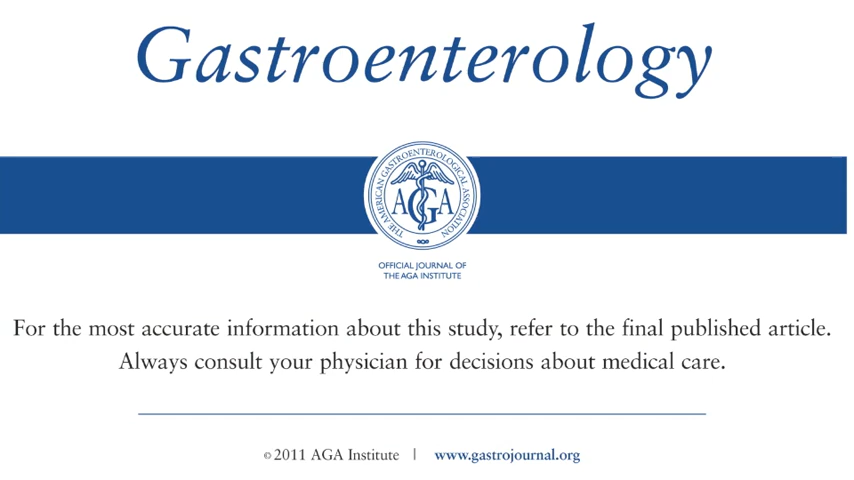 Gastroenterology
THE AMERICAN GASTROENTEROLOGICAL ASSOCIATION
AGA
OFFICIAL JOURNAL OF
THE AGA INSTITUTE
For the most accurate information about this study, refer to the final published article.
Always consult your physician for decisions about medical care.
© 2011 AGA Institute | www.gastrojournal.org